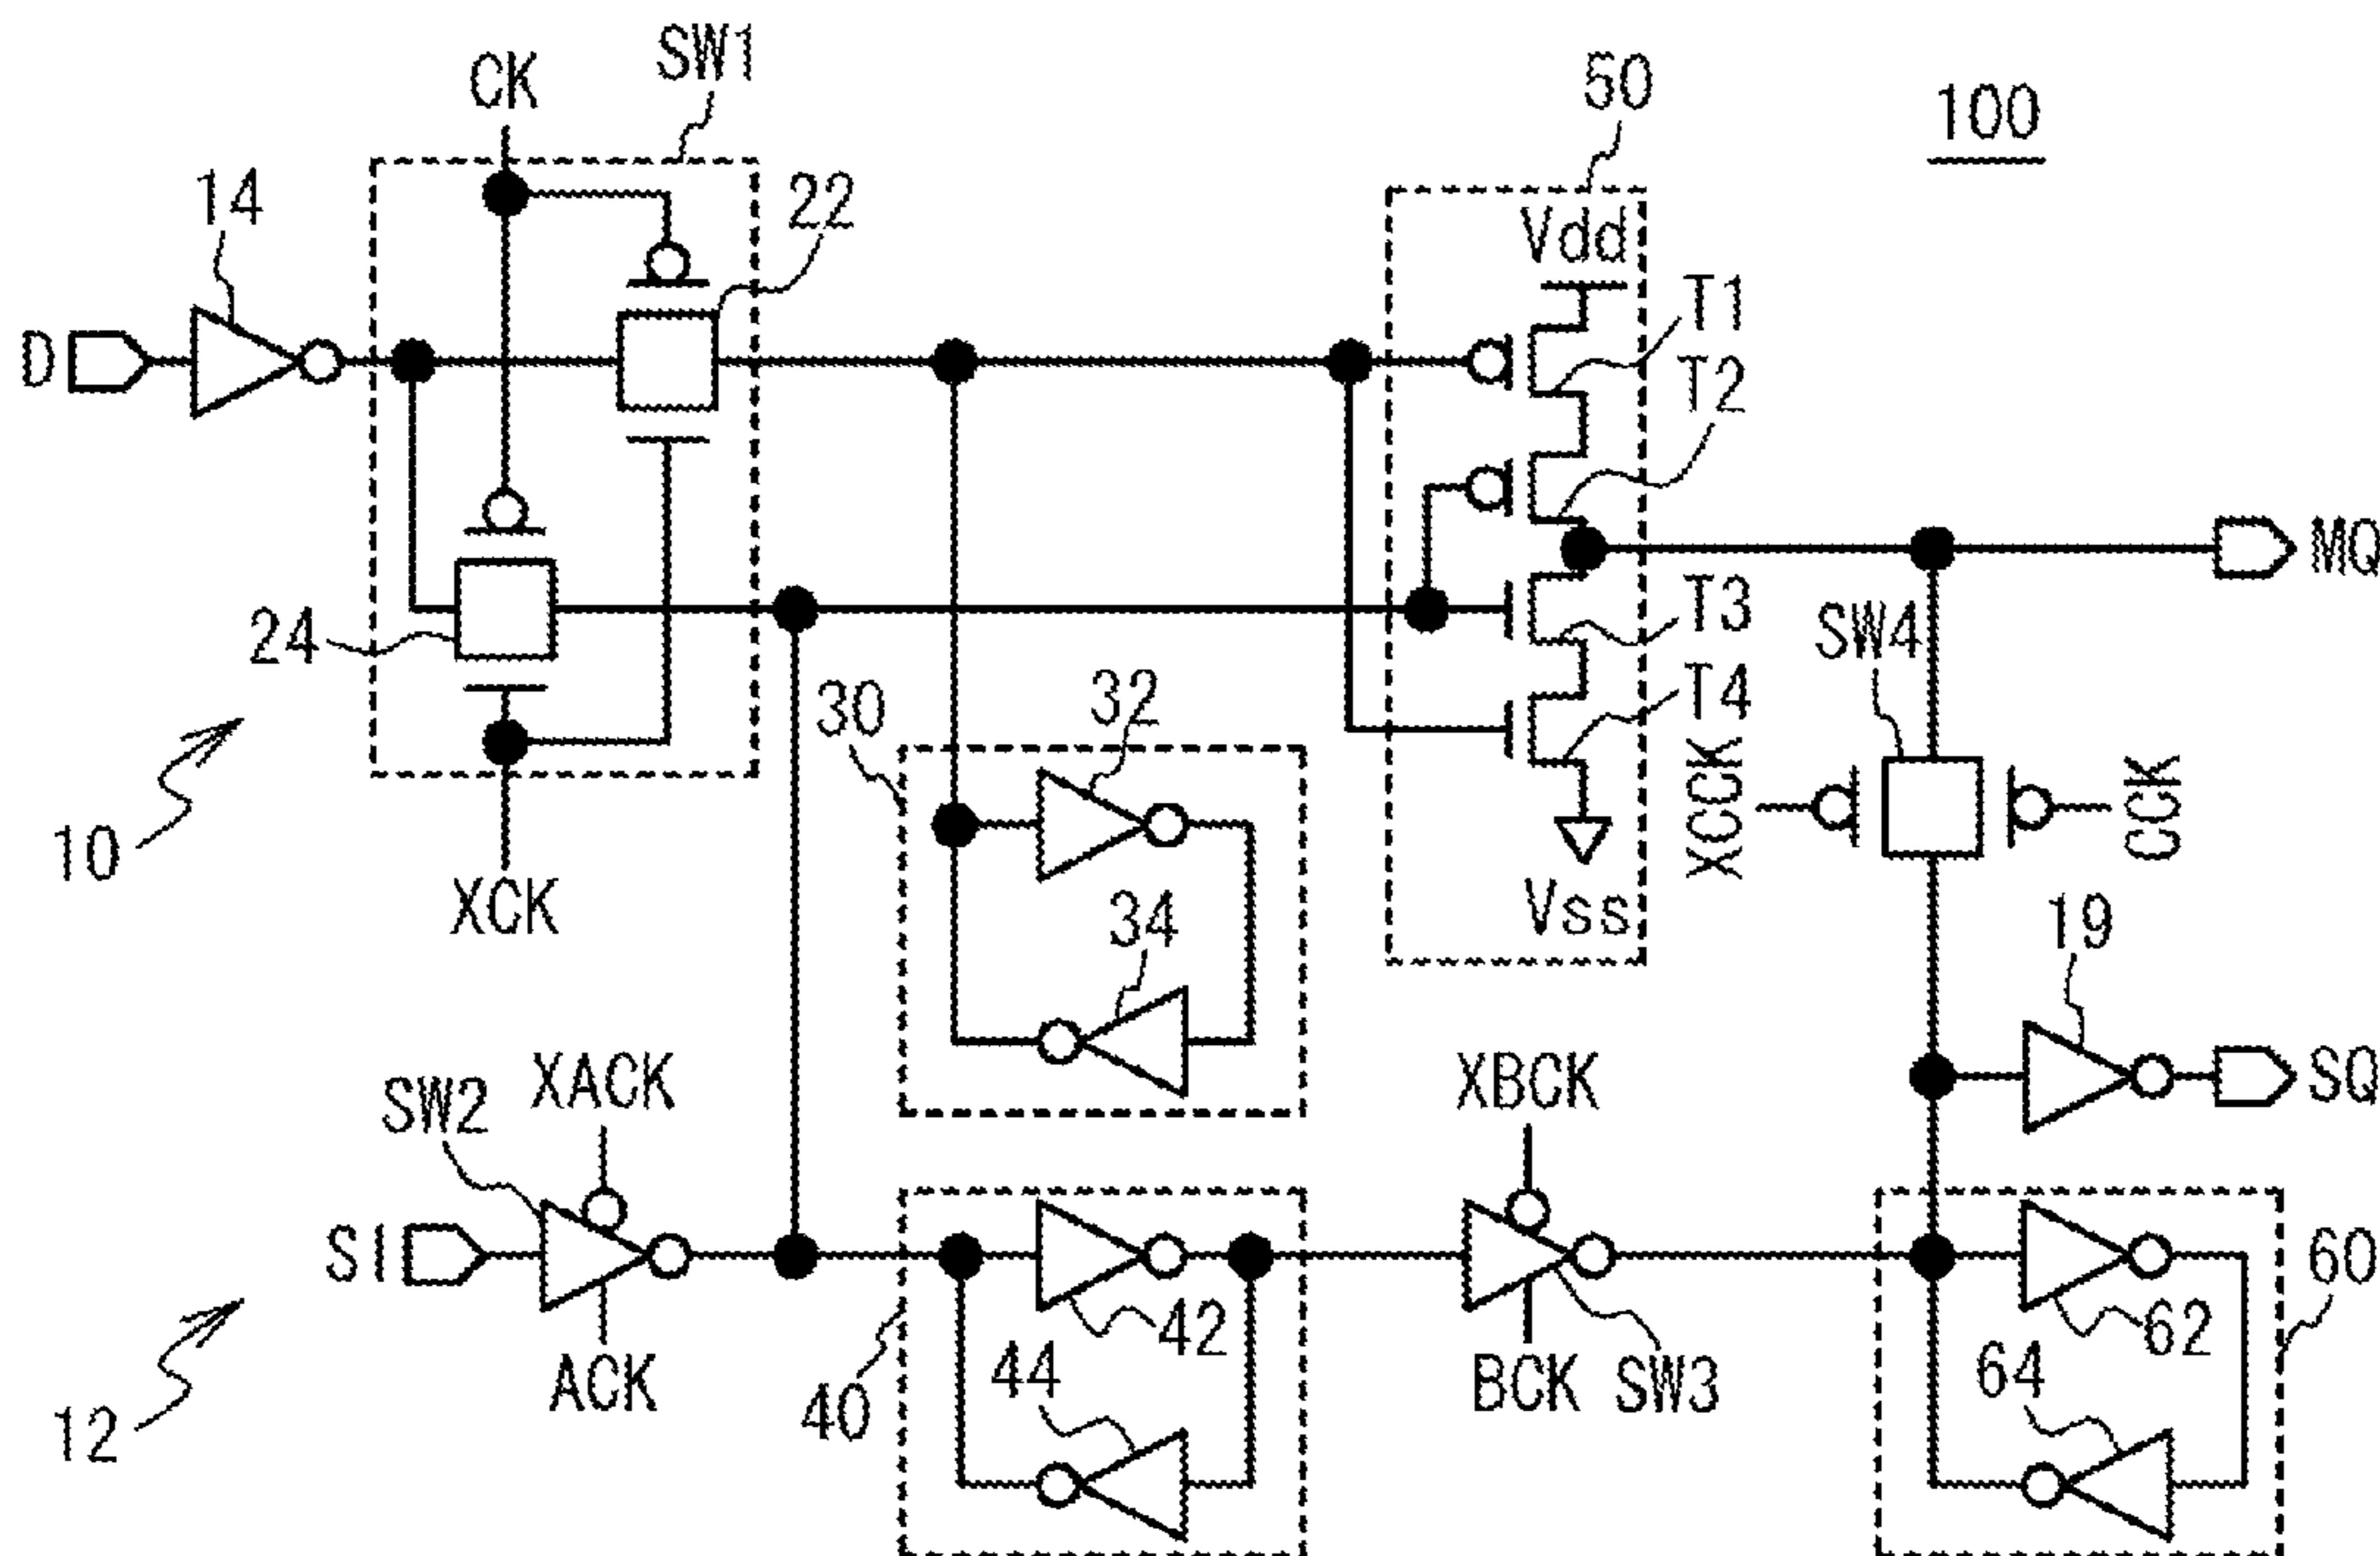 CK
SW1
50
100
14
22
Vdd
T1
D
T2
MQ
24
T3
SW4
30
32
T4
10
XCCK
CCK
XCK
34
Vss
19
SW2
XACK
XBCK
SQ
SI
60
42
62
ACK
44
BCK
SW3
64
12
40